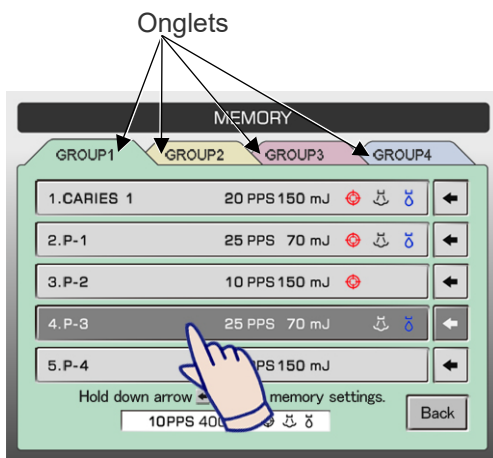 Onglets
MEMORY
GROUP1 GROUP2 GROUP3 GROUP4
1.CARIES 1 20 PPS 150 mJ
2.P-1 25 PPS 70 mJ
3.P-2 10 PPS 150 mJ
4.P-3 25 PPS 70 mJ
5.P-4 PS 150 mJ
Hold down arrow memory settings.
10PPS 400
Back